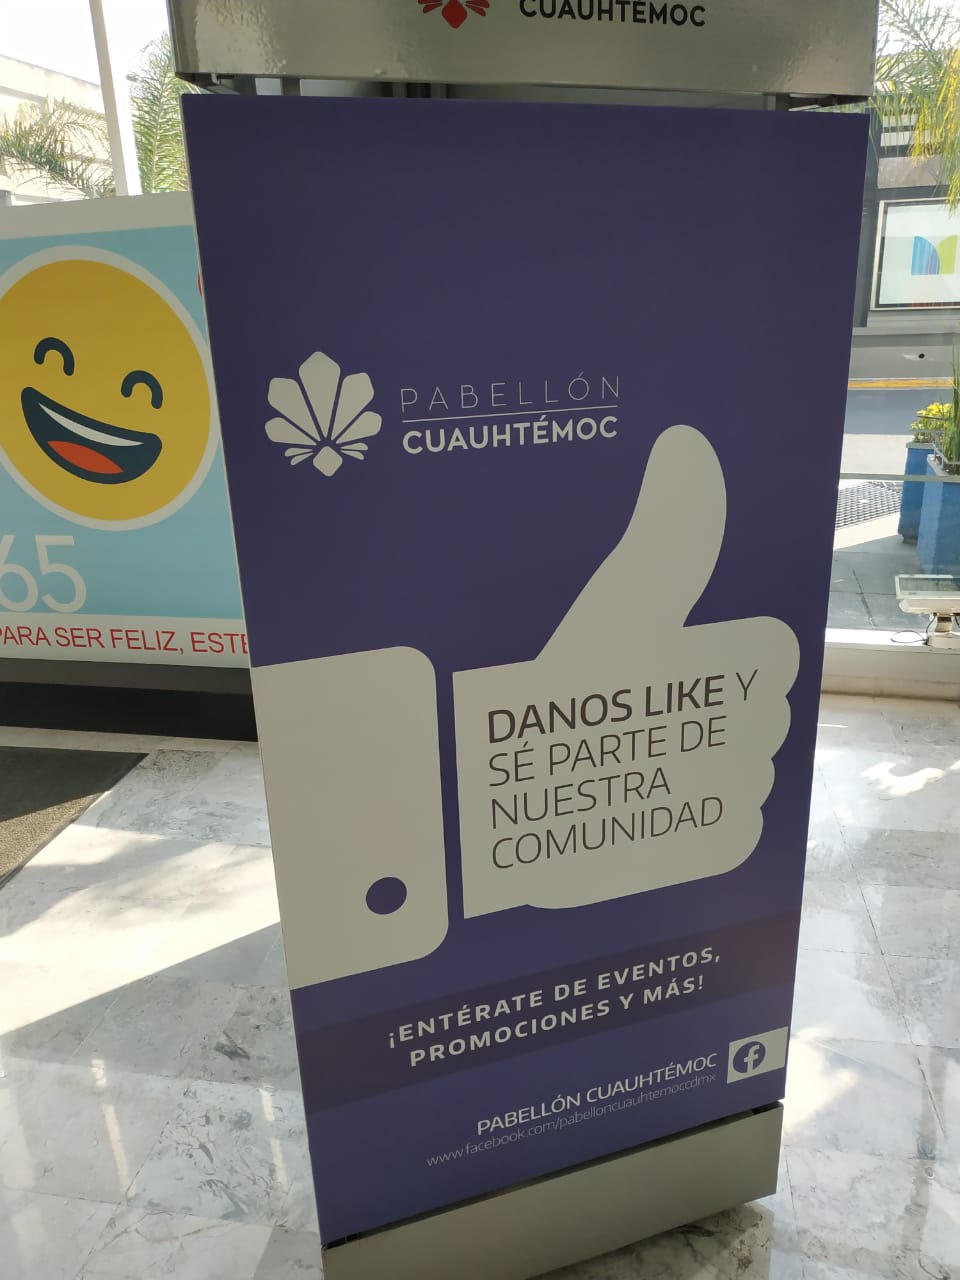 CUAUHTÉMOC
PABELLÓN
CUAUHTÉMOC
65
PARA SER FELIZ, ESTE
DANOS LIKE Y
SÉ PARTE DE
NUESTRA
COMUNIDAD
¡ENTÉRATE DE EVENTOS,
PROMOCIONES Y MÁS!
PABELLÓN CUAUHTÉMOC
www.facebook.com/pabelloncuauhtemoccdmx